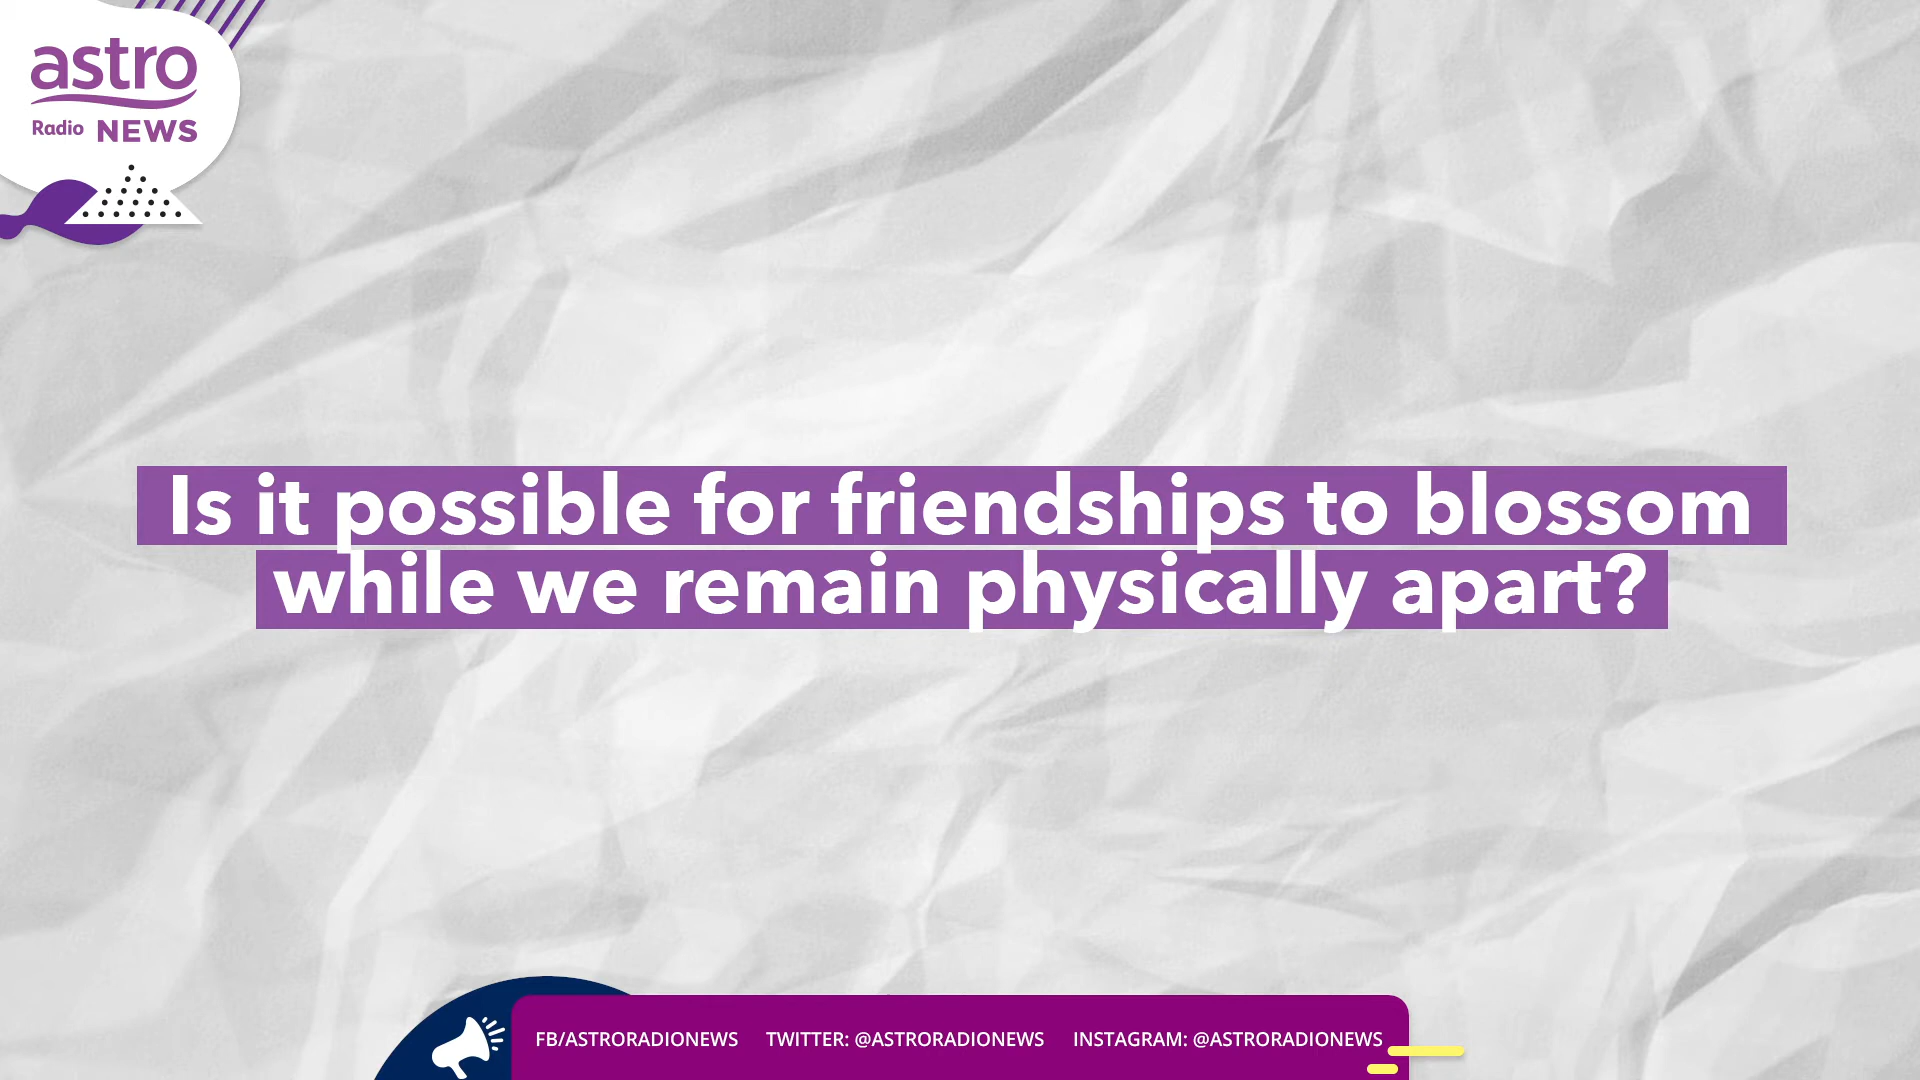 astro
Radio NEWS
Is it possible for friendships to blossom
while we remain physically apart?
FB/ASTRORADIONEWS TWITTER: @ASTRORADIONEWS INSTAGRAM: @ASTRORADIONEWS